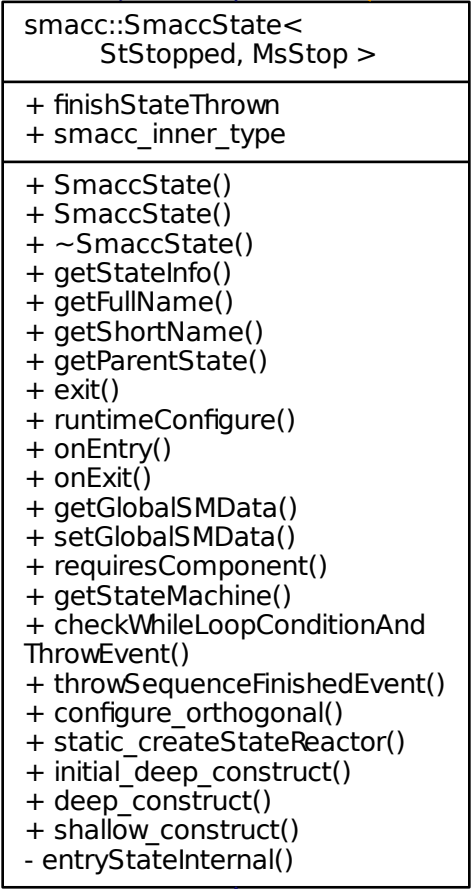 smacc::SmaccState<
StStopped, MsStop >
+ finishStateThrown
+ smacc_inner_type
+ SmaccState()
+ SmaccState()
+ ~SmaccState()
+ getStateInfo()
+ getFullName()
+ getShortName()
+ getParentState()
+ exit()
+ runtimeConfigure()
+ onEntry()
+ onExit()
+ getGlobalSMData()
+ setGlobalSMData()
+ requiresComponent()
+ getStateMachine()
+ checkWhileLoopConditionAnd
ThrowEvent()
+ throwSequenceFinishedEvent()
+ configure_orthogonal()
+ static_createStateReactor()
+ initial_deep_construct()
+ deep_construct()
+ shallow_construct()
- entryStateInternal()